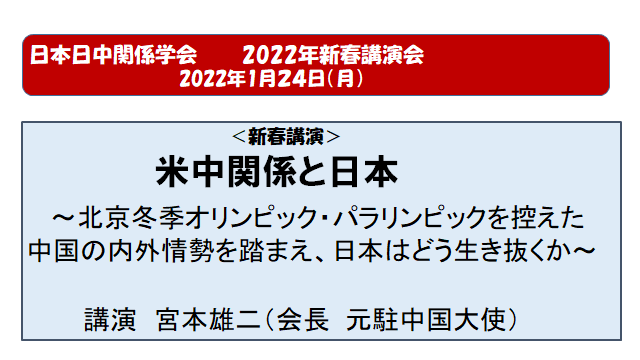 日本日中関係学会　　2022年新春講演会
2022年1月24日(月)
＜新春講演＞
米中関係と日本
～北京冬季オリンピック・パラリンピックを控えた
中国の内外情勢を踏まえ、日本はどう生き抜くか～
講演　宮本雄二(会長　元駐中国大使)